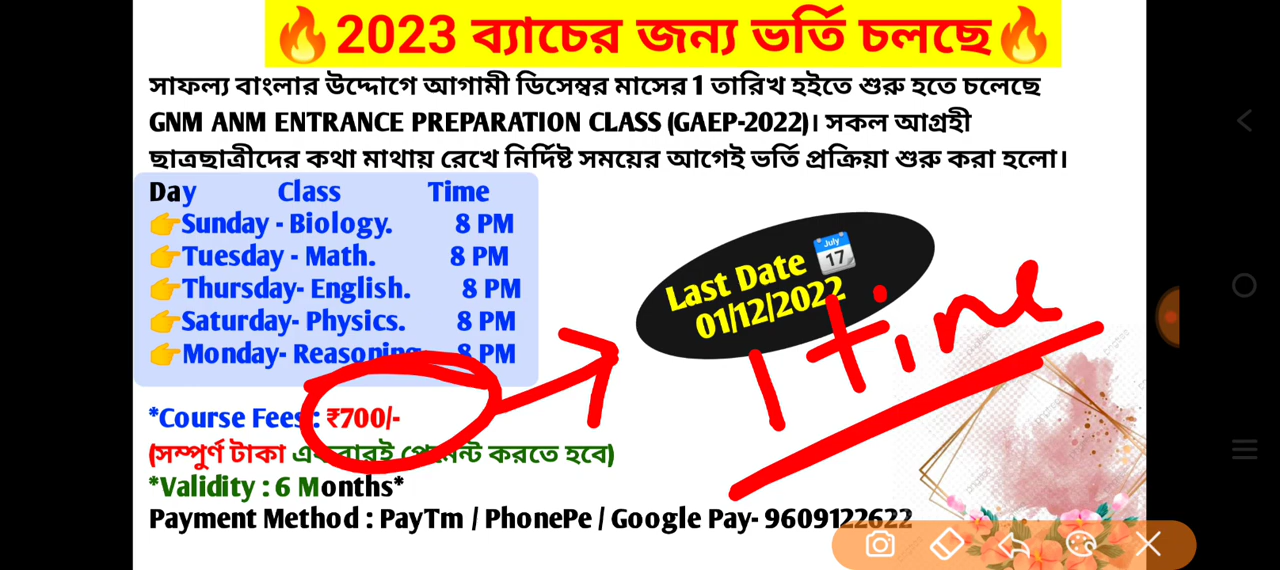 🔥2023 ব্যাচের জন্য ভর্তি চলছে🔥
সাফল্য বাংলার উদ্দোগে আগামী ডিসেম্বর মাসের 1 তারিখ হইতে শুরু হতে চলেছে
GNM ANM ENTRANCE PREPARATION CLASS (GAEP-2022)। সকল আগ্রহী
ছাত্রছাত্রীদের কথা মাথায় রেখে নির্দিষ্ট সময়ের আগেই ভর্তি প্রক্রিয়া শুরু করা হলো।
Day Class Time
👉Sunday - Biology. 8 PM
👉Tuesday - Math. 8 PM
👉Thursday- English. 8 PM
👉Saturday- Physics. 8 PM
👉Monday- Reasoning 8 PM
Last Date 📅
July
17
01/12/2022
1 time
*Course Fees : ₹700/-
(সম্পুর্ণ টাকা একবারই পেমেন্ট করতে হবে)
*Validity : 6 Months*
Payment Method : PayTm / PhonePe / Google Pay- 9609122622